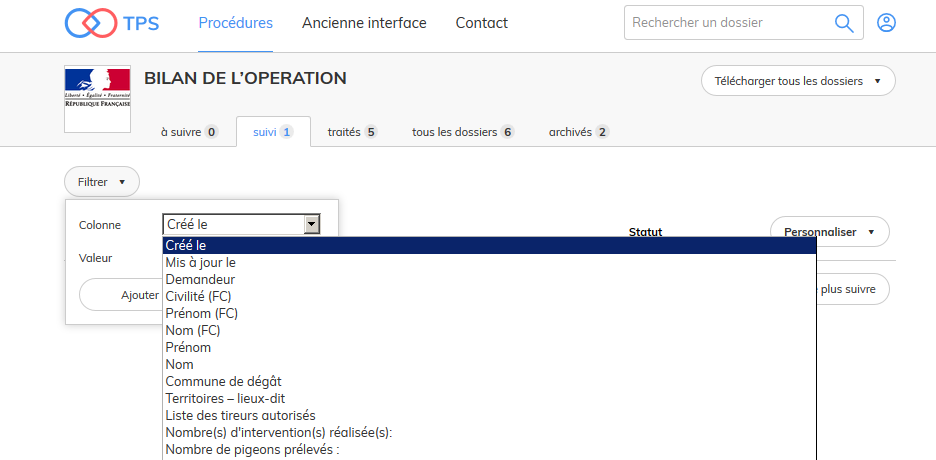 TPS Procédures Ancienne interface Contact Rechercher un dossier
Liberté • Égalité • Fraternité
RÉPUBLIQUE FRANÇAISE
BILAN DE L'OPERATION
Télécharger tous les dossiers
à suivre 0 suivi 1 traités 5 tous les dossiers 6 archivés 2
Filtrer
Colonne Créé le
Statut Personnaliser
Créé le
Valeur Mis à jour le
Demandeur
Ajouter Civilité (FC) plus suivre
Prénom (FC)
Nom (FC)
Prénom
Nom
Commune de dégât
Territoires – lieux-dit
Liste des tireurs autorisés
Nombre(s) d'intervention(s) réalisée(s):
Nombre de pigeons prélevés :